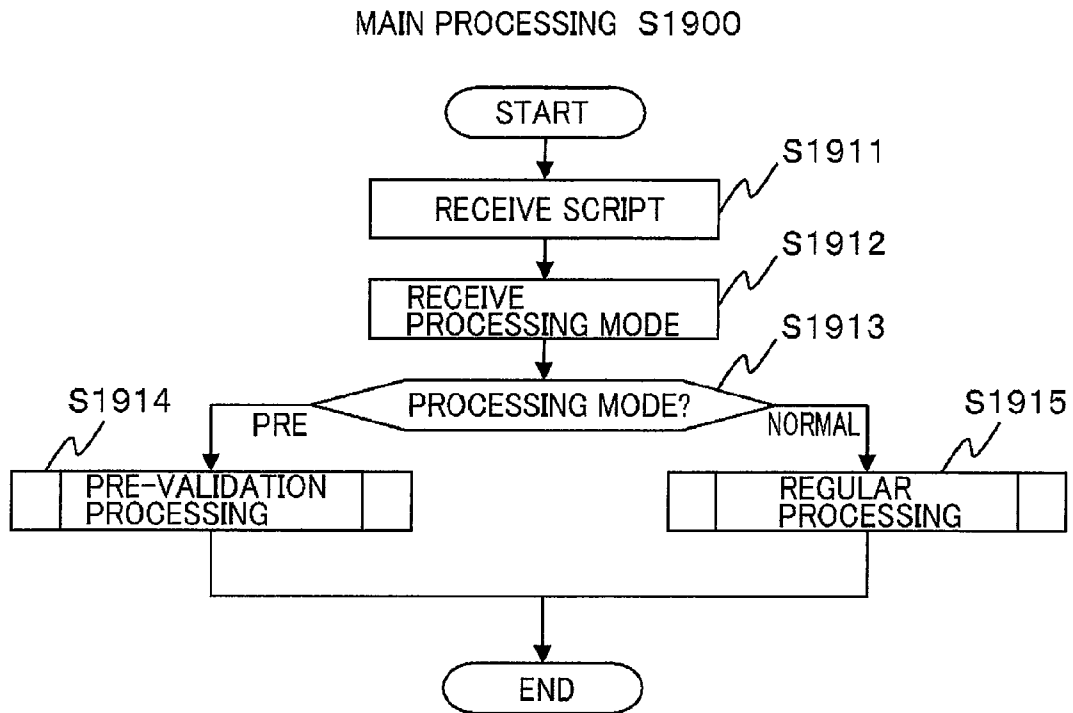 MAIN PROCESSING S1900
START
S1911
RECEIVE SCRIPT
S1912
RECEIVE
PROCESSING MODE
S1913
PROCESSING MODE?
S1914
PRE
NORMAL
S1915
PRE-VALIDATION
PROCESSING
REGULAR
PROCESSING
END